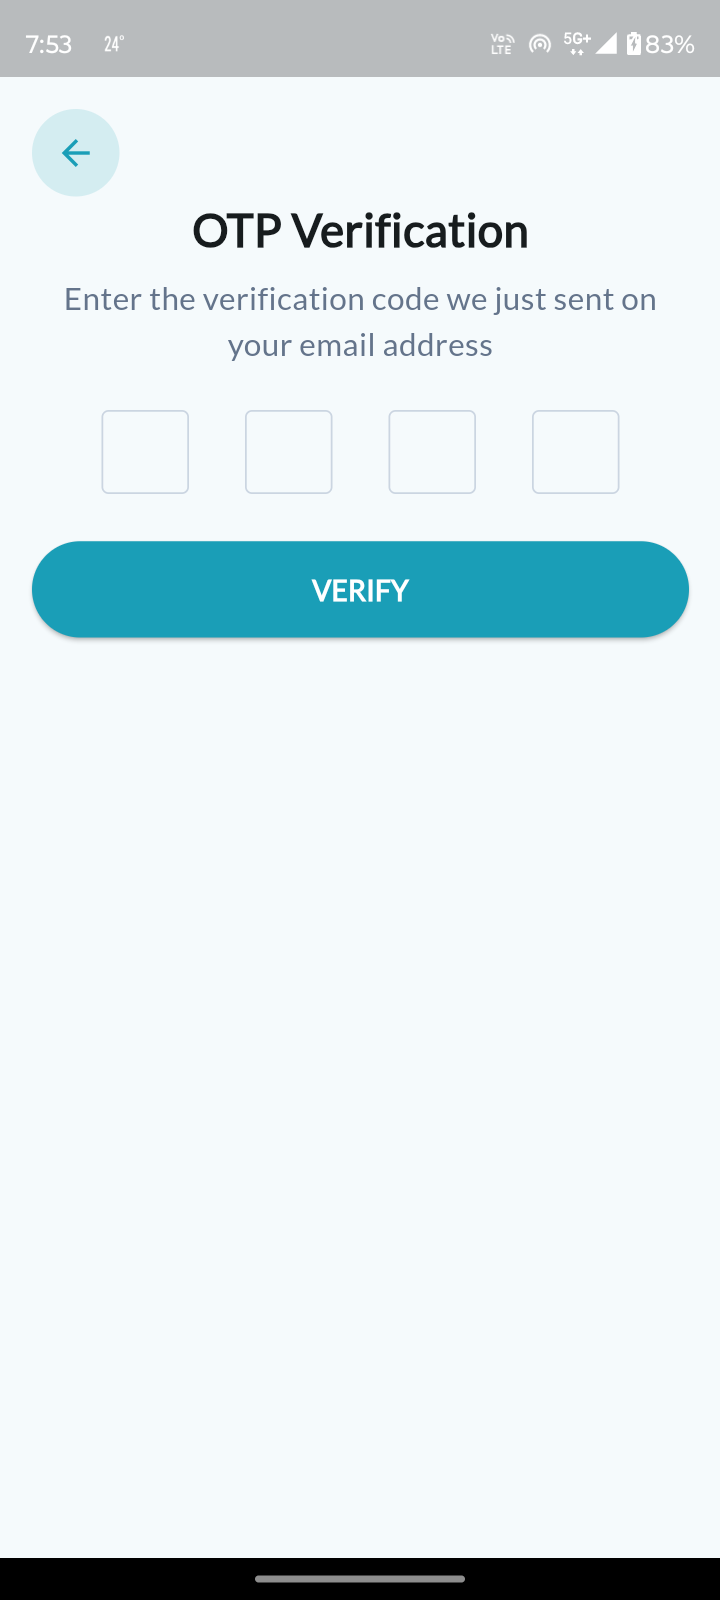 7:53 24° Vo LTE 5G+ 83%
OTP Verification
Enter the verification code we just sent on
your email address
VERIFY